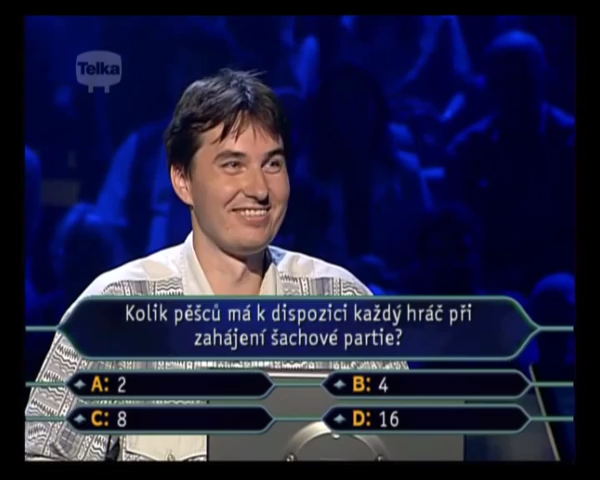 Telka
Kolik pěšců má k dispozici každý hráč při
zahájení šachové partie?
A: 2
B: 4
C: 8
D: 16